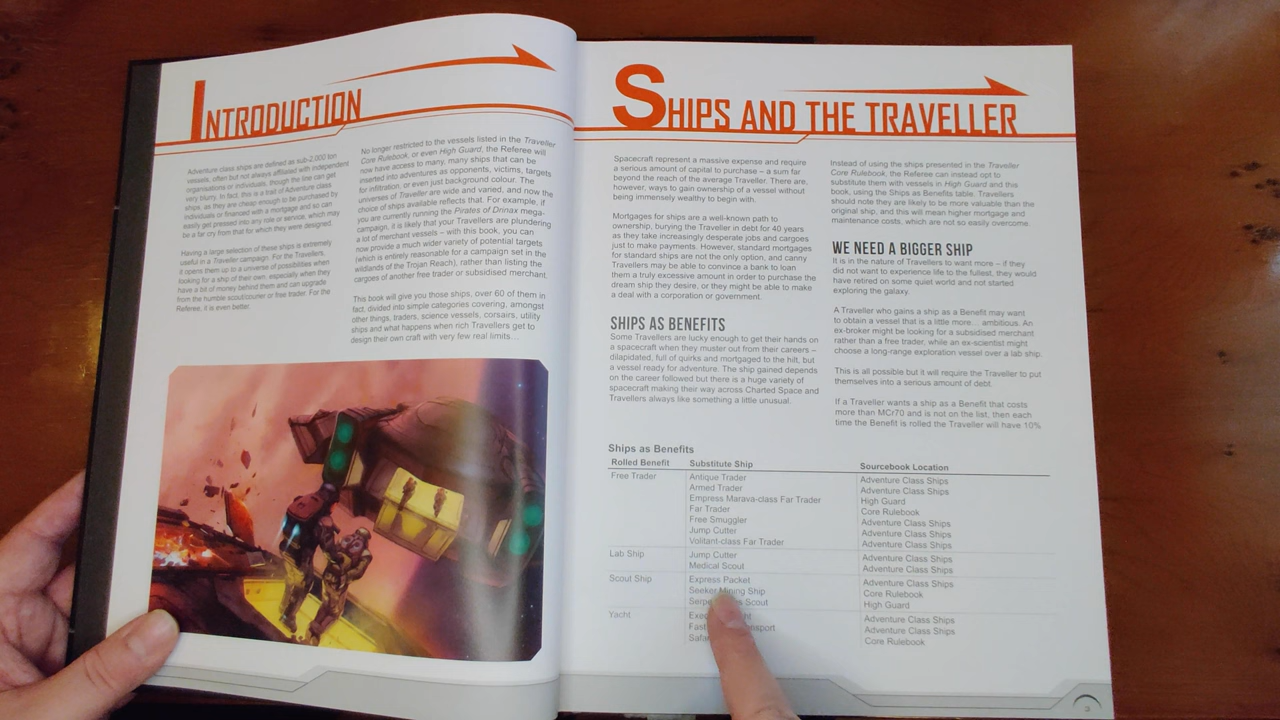 INTRODUCTION
Adventure class ships are defined as sub-2,000 ton
vessels, often but not always affiliated with independent
organisations or individuals, though the line can get
very blurry. In fact, this is a trait of Adventure class
ships, as they are cheap enough to be purchased by
individuals or financed with a mortgage and so can
easily get pressed into any role or service, which may
be a far cry from that for which they were designed.
Having a large selection of these ships is extremely
useful in a Traveller campaign. For the Travellers,
it opens them up to a universe of possibilities when
looking for a ship of their own, especially when they
have a lot of money behind them and can upgrade
from the humble scout/courier or free trader. For the
Referee, it is even better.
No longer restricted to the vessels listed in the Traveller
Core Rulebook, or even High Guard, the Referee will
now have access to many, many ships that can be
inserted into adventures as opponents, victims, targets
for infiltration, or even just background colour. The
universes of Traveller are wide and varied, and now the
choice of ships available reflects that. For example, if
you are currently running the Pirates of Drinax mega-
campaign, it is likely that your Travellers are plundering
a lot of merchant vessels – with this book, you can
now provide a much wider variety of potential targets
(which is entirely reasonable for a campaign set in the
wildlands of the Trojan Reach), rather than listing the
cargoes of another free trader or subsidised merchant.
This book will give you those ships, over 60 of them in
fact, divided into simple categories covering, amongst
other things, traders, science vessels, corsairs, utility
ships and what happens when rich Travellers get to
design their own craft with very few real limits...
SHIPS AND THE TRAVELLER
Spacecraft represent a massive expense and require
a serious amount of capital to purchase – a sum far
beyond the reach of the average Traveller. There are,
however, ways to gain ownership of a vessel without
being immensely wealthy to begin with.
Mortgages for ships are a well-known path to
ownership, burying the Traveller in debt for 40 years
as they take increasingly desperate jobs and cargoes
just to make payments. However, standard mortgages
for standard ships are not the only option, and canny
Travellers may be able to convince a bank to loan
them a truly excessive amount in order to purchase the
dream ship they desire, or they might be able to make
a deal with a corporation or government.
SHIPS AS BENEFITS
Some Travellers are lucky enough to get their hands on
a spacecraft when they muster out from their careers –
dilapidated, full of quirks and mortgaged to the hilt, but
a vessel ready for adventure. The ship gained depends
on the career followed but there is a huge variety of
spacecraft making their way across Charted Space and
Travellers always like something a little unusual.
Instead of using the ships presented in the Traveller
Core Rulebook, the Referee can instead opt to
substitute them with vessels in High Guard and this
book, using the Ships as Benefits table. Travellers
should note they are likely to be more valuable than the
original ship, and this will mean higher mortgage and
maintenance costs, which are not so easily overcome.
WE NEED A BIGGER SHIP
It is in the nature of Travellers to want more – if they
did not want to experience life to the fullest, they would
have retired on some quiet world and not started
exploring the galaxy.
A Traveller who gains a ship as a Benefit may want
to obtain a vessel that is a little more... ambitious. An
ex-broker might be looking for a subsidised merchant
rather than a free trader, while an ex-scientist might
choose a long-range exploration vessel over a lab ship.
This is all possible but it will require the Traveller to put
themselves into a serious amount of debt.
If a Traveller wants a ship as a Benefit that costs
more than MCr70 and is not on the list, then each
time the Benefit is rolled the Traveller will have 10%
Ships as Benefits
Rolled Benefit Substitute Ship Sourcebook Location
Free Trader Antique Trader Adventure Class Ships
Armed Trader Adventure Class Ships
Empress Marava-class Far Trader High Guard
Far Trader Core Rulebook
Free Smuggler Adventure Class Ships
Jump Cutter Adventure Class Ships
Volitant-class Far Trader Adventure Class Ships
Lab Ship Jump Cutter Adventure Class Ships
Medical Scout Adventure Class Ships
Scout Ship Express Packet Adventure Class Ships
Seeker Mining Ship Core Rulebook
Scout High Guard
Yacht Adventure Class Ships
Adventure Class Ships
Core Rulebook
3